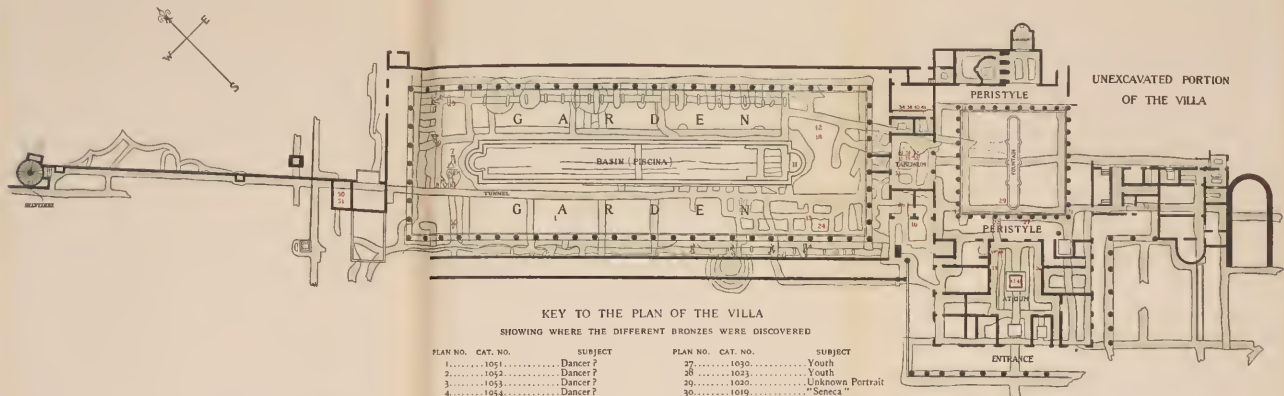 E
W
S
UNEXCAVATED PORTION
OF THE VILLA
PERISTYLE
GARDEN
BASIN (PISCINA)
TABLINUM
FOUNTAIN
TUNNEL
BELVEDERE
GARDEN
PERISTYLE
ATRIUM
ENTRANCE
KEY TO THE PLAN OF THE VILLA
SHOWING WHERE THE DIFFERENT BRONZES WERE DISCOVERED
PLAN NO. CAT. NO. SUBJECT PLAN NO. CAT. NO. SUBJECT
1........1051............Dancer? 27........1030............Youth
2........1052............Dancer? 28........1023............Youth
3........1053............Dancer? 29........1020............Unknown Portrait
4........1054............Dancer? 30........1019............"Seneca"